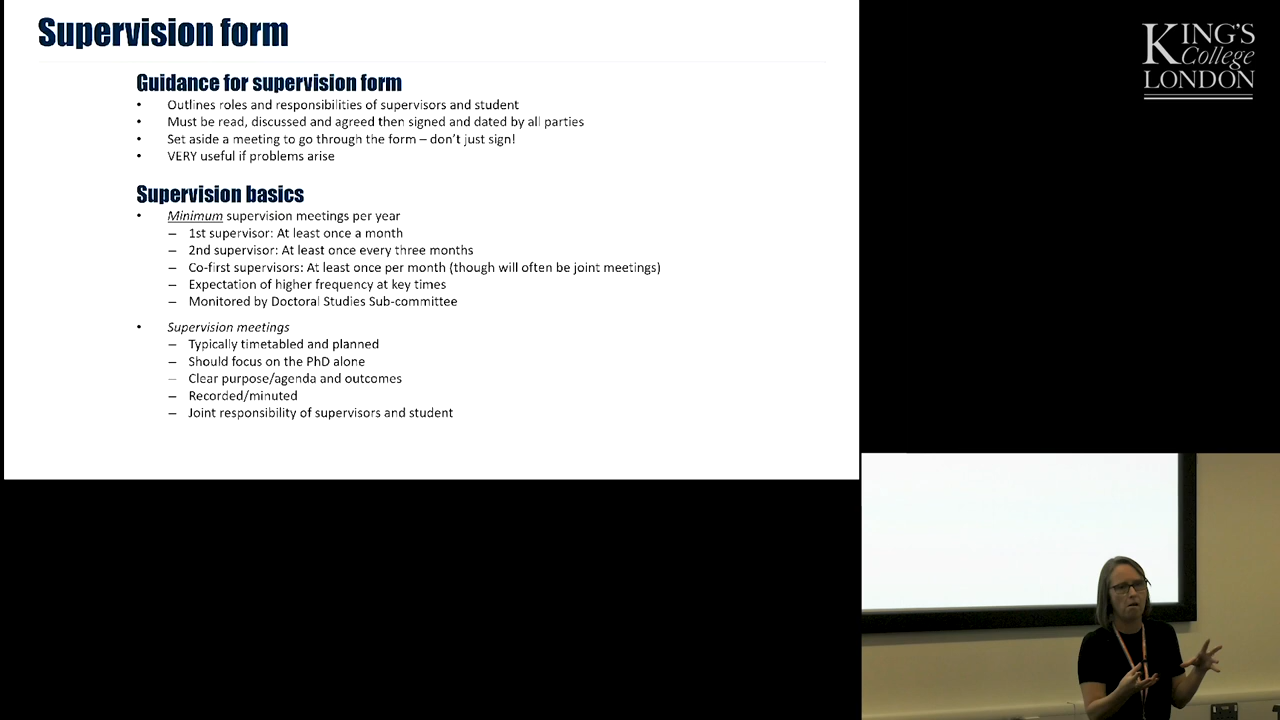 Supervision form
Guidance for supervision form
• Outlines roles and responsibilities of supervisors and student
• Must be read, discussed and agreed then signed and dated by all parties
• Set aside a meeting to go through the form – don't just sign!
• VERY useful if problems arise
Supervision basics
• Minimum supervision meetings per year
– 1st supervisor: At least once a month
– 2nd supervisor: At least once every three months
– Co-first supervisors: At least once per month (though will often be joint meetings)
– Expectation of higher frequency at key times
– Monitored by Doctoral Studies Sub-committee
• Supervision meetings
– Typically timetabled and planned
– Should focus on the PhD alone
– Clear purpose/agenda and outcomes
– Recorded/minuted
– Joint responsibility of supervisors and student
KING'S
College
LONDON